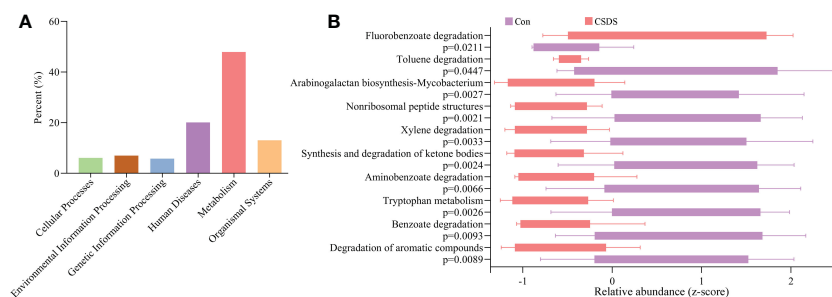 A
Percent (%)
60
40
20
0
Cellular Processes
Environmental Information Processing
Genetic Information Processing
Human Diseases
Metabolism
Organismal Systems
B
Con
CSDS
Fluorobenzoate degradation
p=0.0211
Toluene degradation
p=0.0447
Arabinogalactan biosynthesis-Mycobacterium
p=0.0027
Nonribosomal peptide structures
p=0.0021
Xylene degradation
p=0.0033
Synthesis and degradation of ketone bodies
p=0.0024
Aminobenzoate degradation
p=0.0066
Tryptophan metabolism
p=0.0026
Benzoate degradation
p=0.0093
Degradation of aromatic compounds
p=0.0089
-1 0 1 2
Relative abundance (z-score)